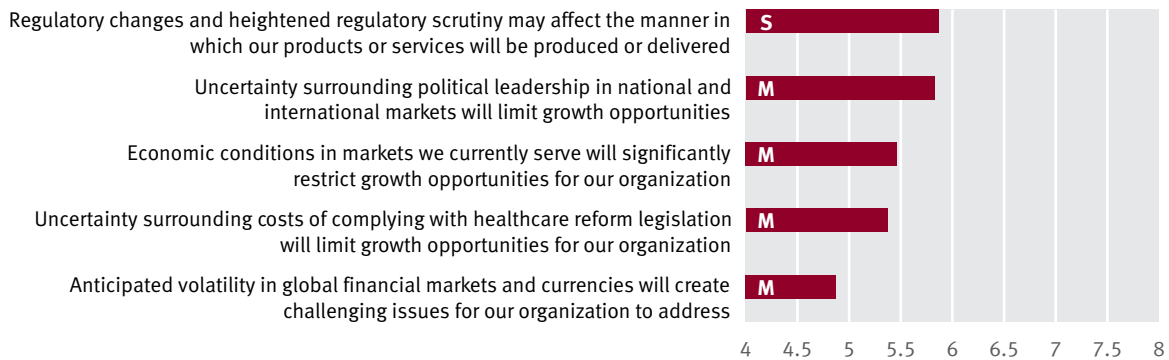 Regulatory changes and heightened regulatory scrutiny may affect the manner in
which our products or services will be produced or delivered
S
Uncertainty surrounding political leadership in national and
international markets will limit growth opportunities
M
Economic conditions in markets we currently serve will significantly
restrict growth opportunities for our organization
M
Uncertainty surrounding costs of complying with healthcare reform legislation
will limit growth opportunities for our organization
M
Anticipated volatility in global financial markets and currencies will create
challenging issues for our organization to address
M
4 4.5 5 5.5 6 6.5 7 7.5 8